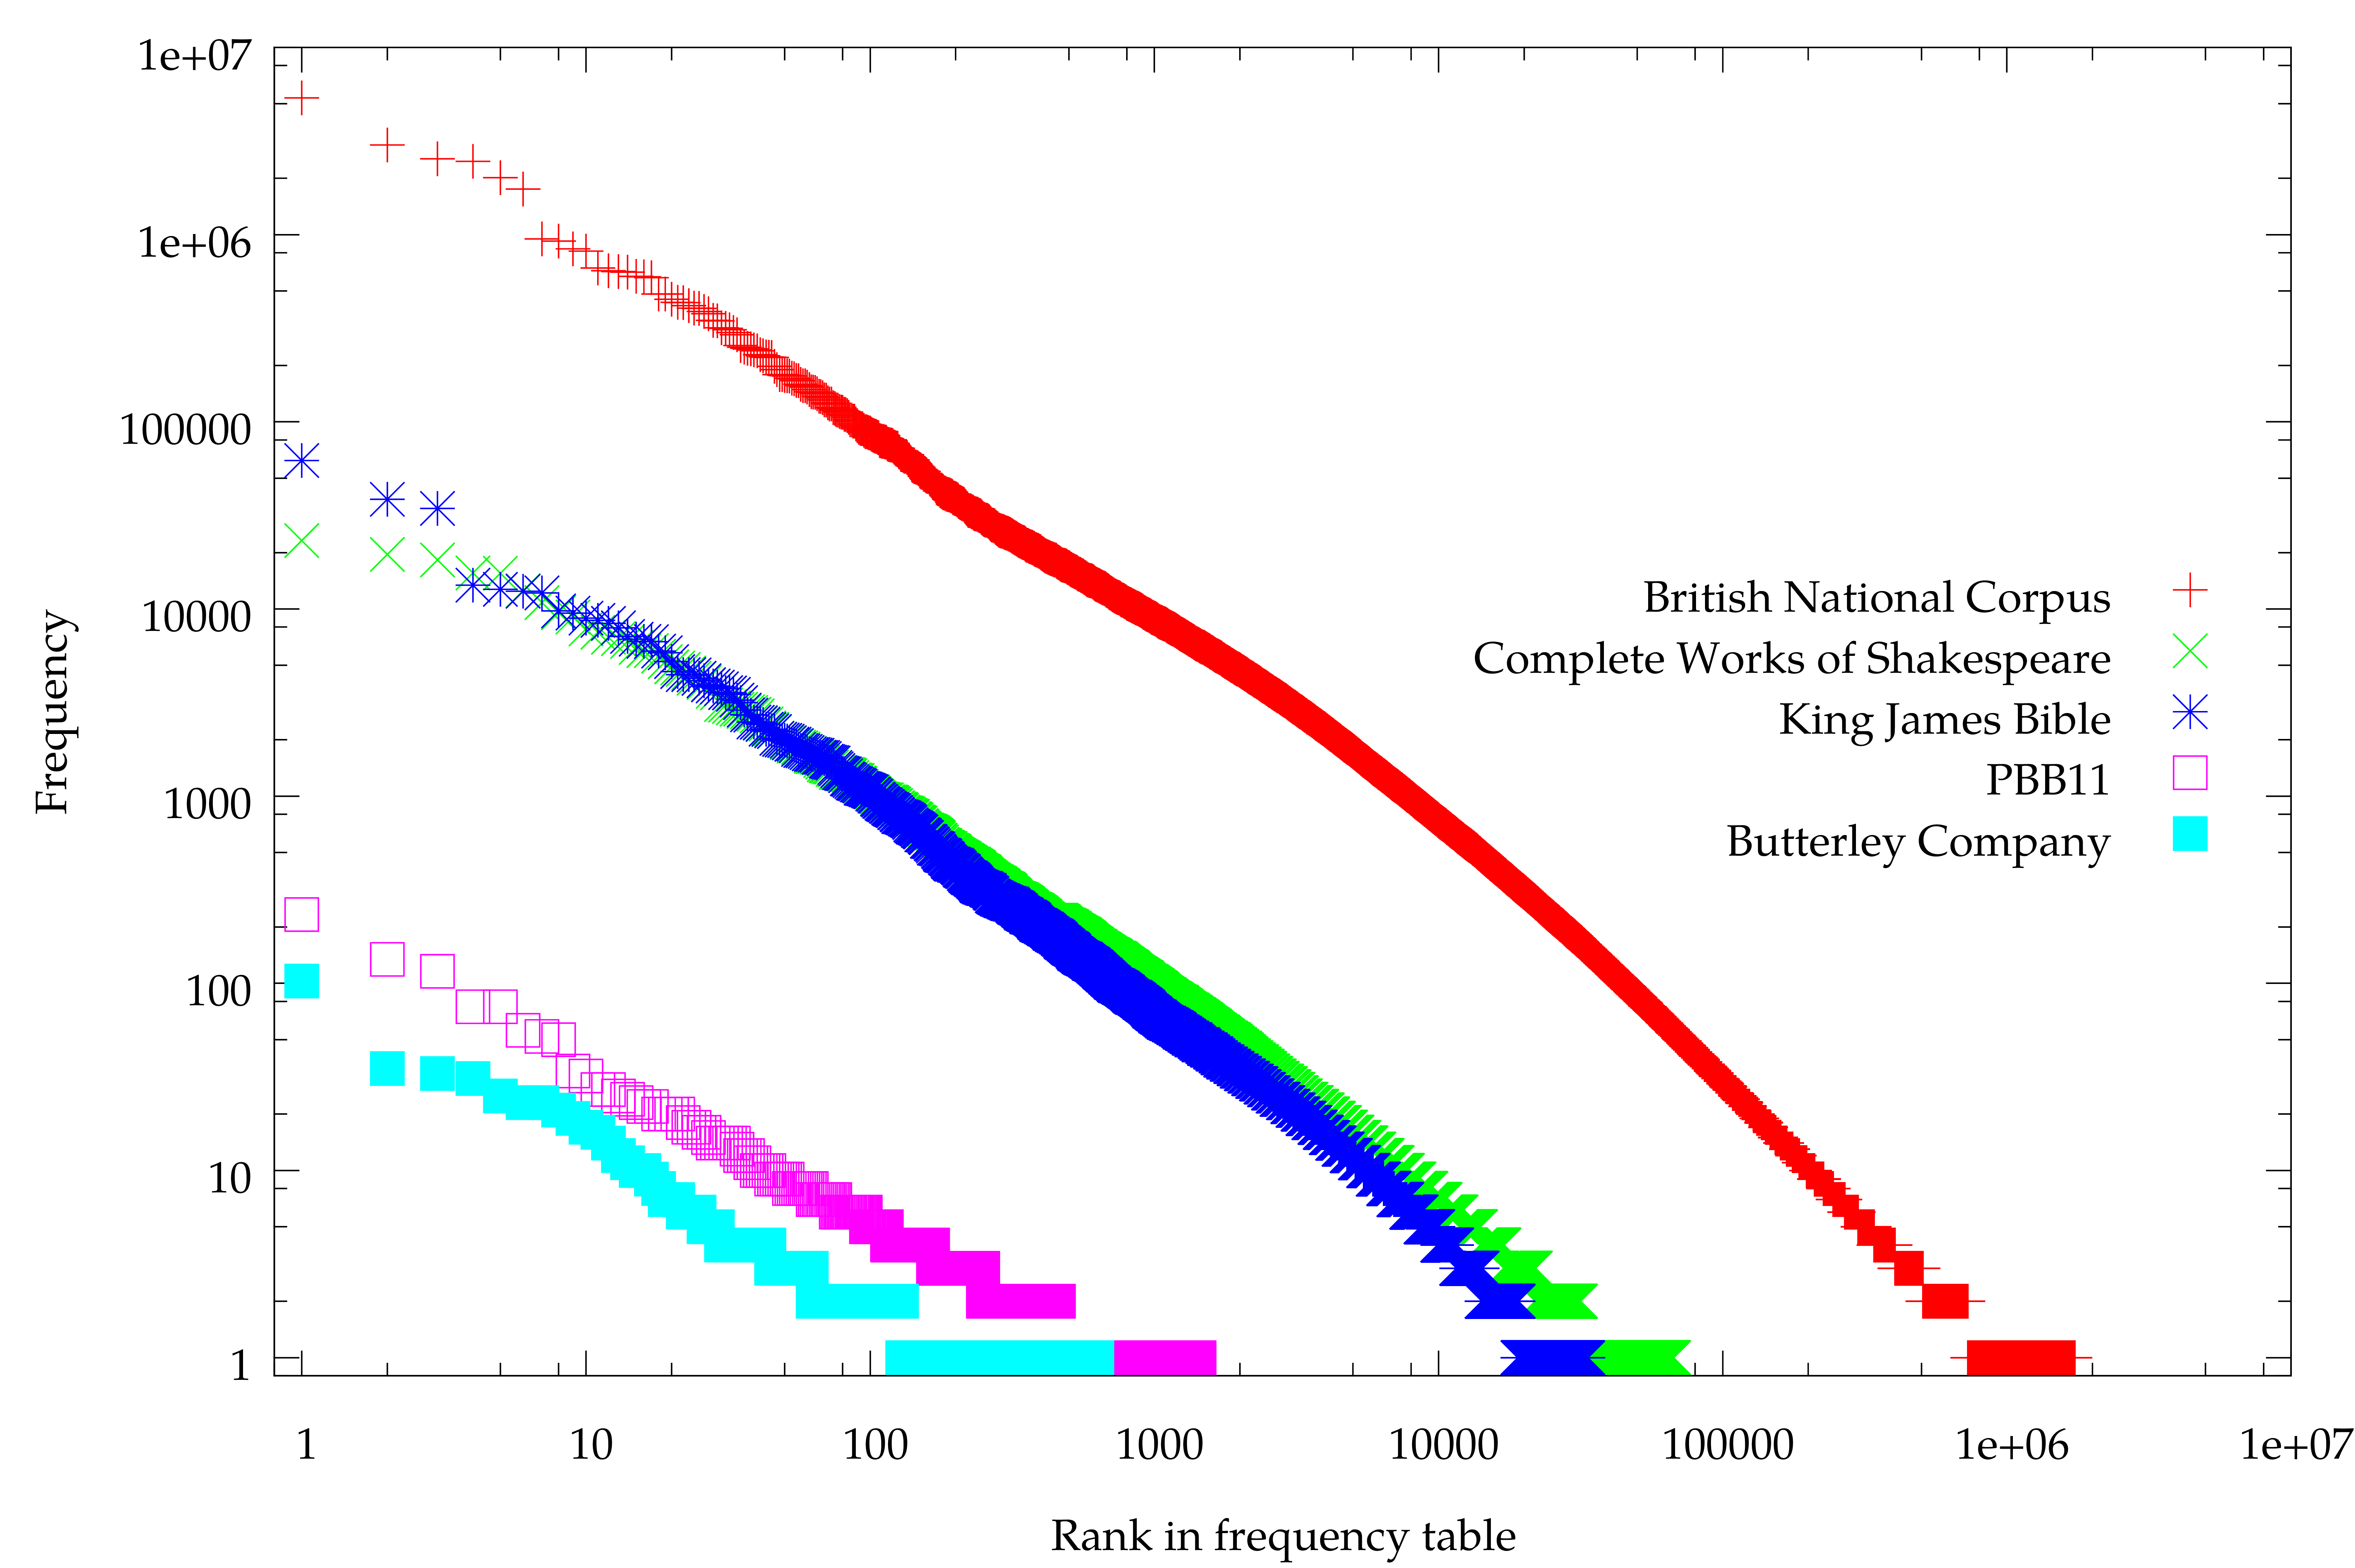 1e+07
1e+06
100000
10000
1000
100
10
1
Frequency
British National Corpus
Complete Works of Shakespeare
King James Bible
PBB11
Butterley Company
1 10 100 1000 10000 100000 1e+06 1e+07
Rank in frequency table